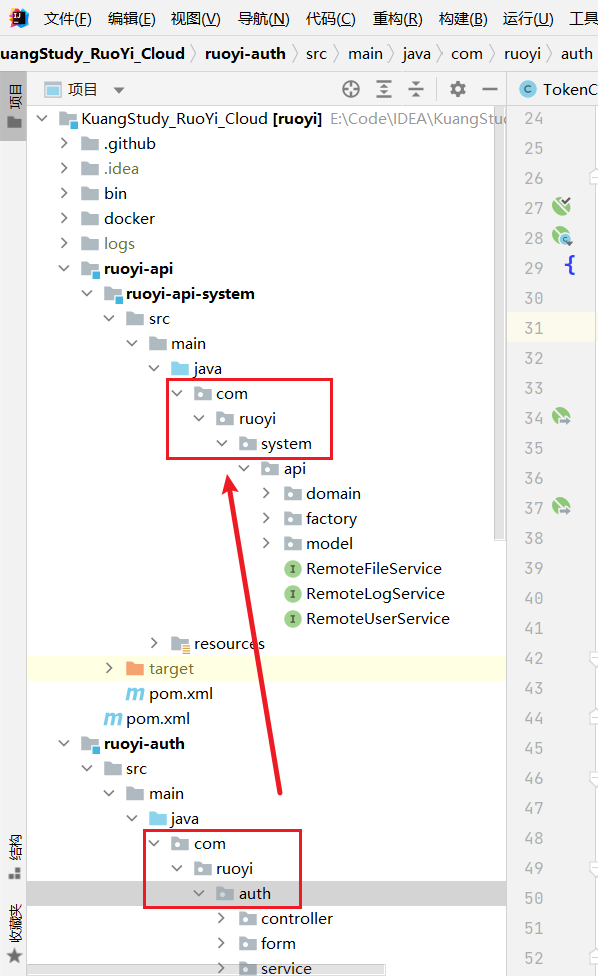 文件(F) 编辑(E) 视图(V) 导航(N) 代码(C) 重构(R) 构建(B) 运行(U) 工具
uangStudy_RuoYi_Cloud ruoyi-auth src main java com ruoyi auth
项目
项目
TokenC
KuangStudy_RuoYi_Cloud [ruoyi] E:\Code\IDEA\KuangStud
.github
.idea
bin
docker
logs
ruoyi-api
ruoyi-api-system
src
main
java
com
ruoyi
system
api
domain
factory
model
RemoteFileService
RemoteLogService
RemoteUserService
resources
target
pom.xml
pom.xml
ruoyi-auth
src
main
java
com
ruoyi
auth
controller
form
service
结构
收藏夹
24
25
26
27
28
29 {
30
31
32
33
34
35
36
37
38
39
40
41
42
43
44
45
46
47
48
49
50
51
52